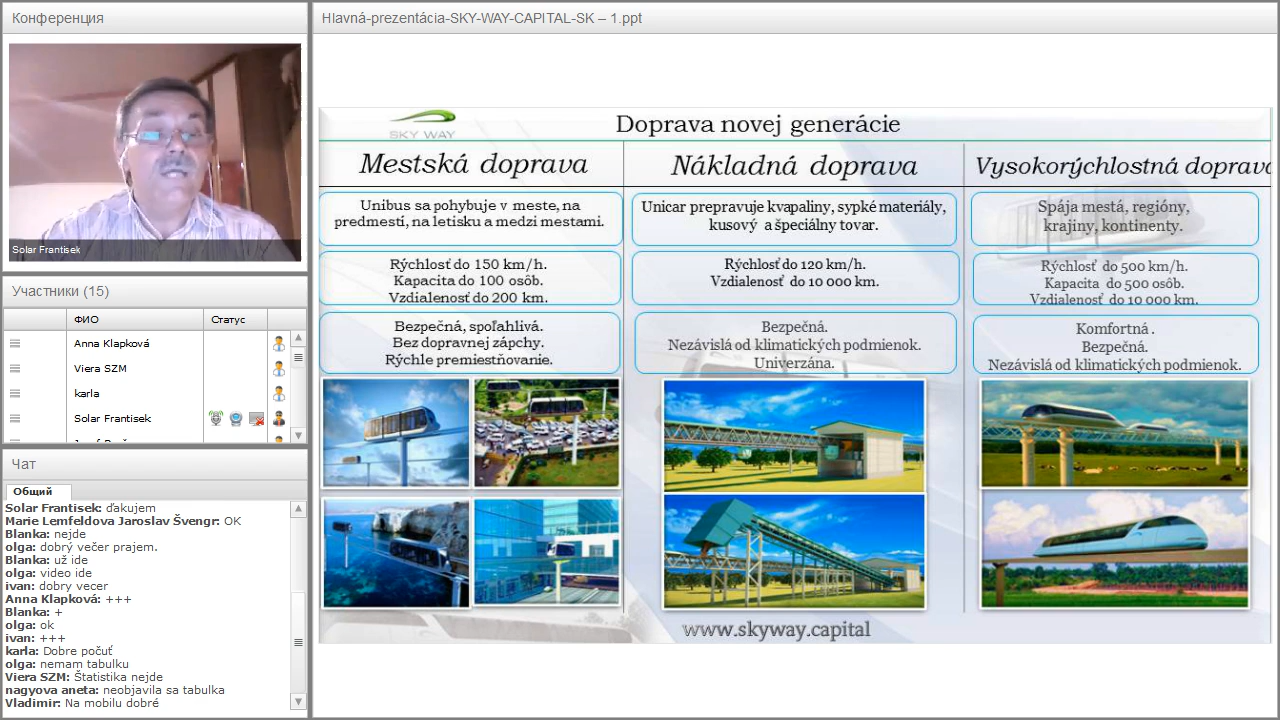 Конференция
Solar Frantisek
Участники (15)
ФИО
Статус
Anna Klapková
Viera SZM
karla
Solar Frantisek
Чат
Общий
Solar Frantisek: ďakujem
Marie Lemfeldova Jaroslav Švengr: OK
Blanka: nejde
olga: dobrý večer prajem.
Blanka: už ide
olga: video ide
ivan: dobry vecer
Anna Klapková: +++
Blanka: +
olga: ok
ivan: +++
karla: Dobre počuť
olga: nemam tabulku
Viera SZM: Štatistika nejde
nagyova aneta: neobjavila sa tabulka
Vladimir: Na mobilu dobré
Hlavná-prezentácia-SKY-WAY-CAPITAL-SK – 1.ppt
SKY WAY
Doprava novej generácie
Mestská doprava
Unibus sa pohybuje v meste, na
predmestí, na letisku a medzi mestami.
Rýchlosť do 150 km/h.
Kapacita do 100 osôb.
Vzdialenosť do 200 km.
Bezpečná, spoľahlivá.
Bez dopravnej zápchy.
Rýchle premiestňovanie.
Nákladná doprava
Unicar prepravuje kvapaliny, sypké materiály,
kusový a špeciálny tovar.
Rýchlosť do 120 km/h.
Vzdialenosť do 10 000 km.
Bezpečná.
Nezávislá od klimatických podmienok.
Univerzána.
Vysokorýchlostná doprava
Spája mestá, regióny,
krajiny, kontinenty.
Rýchlosť do 500 km/h.
Kapacita do 500 osôb.
Vzdialenosť do 10 000 km.
Komfortná .
Bezpečná.
Nezávislá od klimatických podmienok.
www.skyway.capital